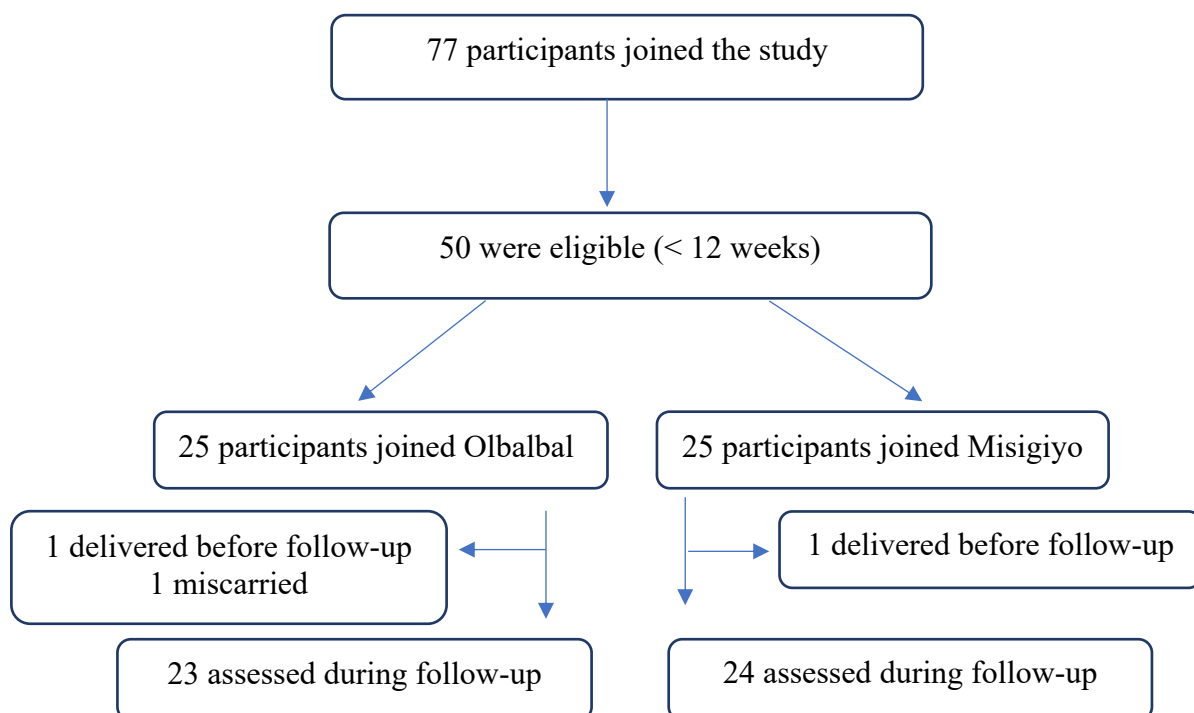 77 participants joined the study
50 were eligible (< 12 weeks)
25 participants joined Olbalbal
25 participants joined Misigiyo
1 delivered before follow-up
1 miscarried
1 delivered before follow-up
23 assessed during follow-up
24 assessed during follow-up